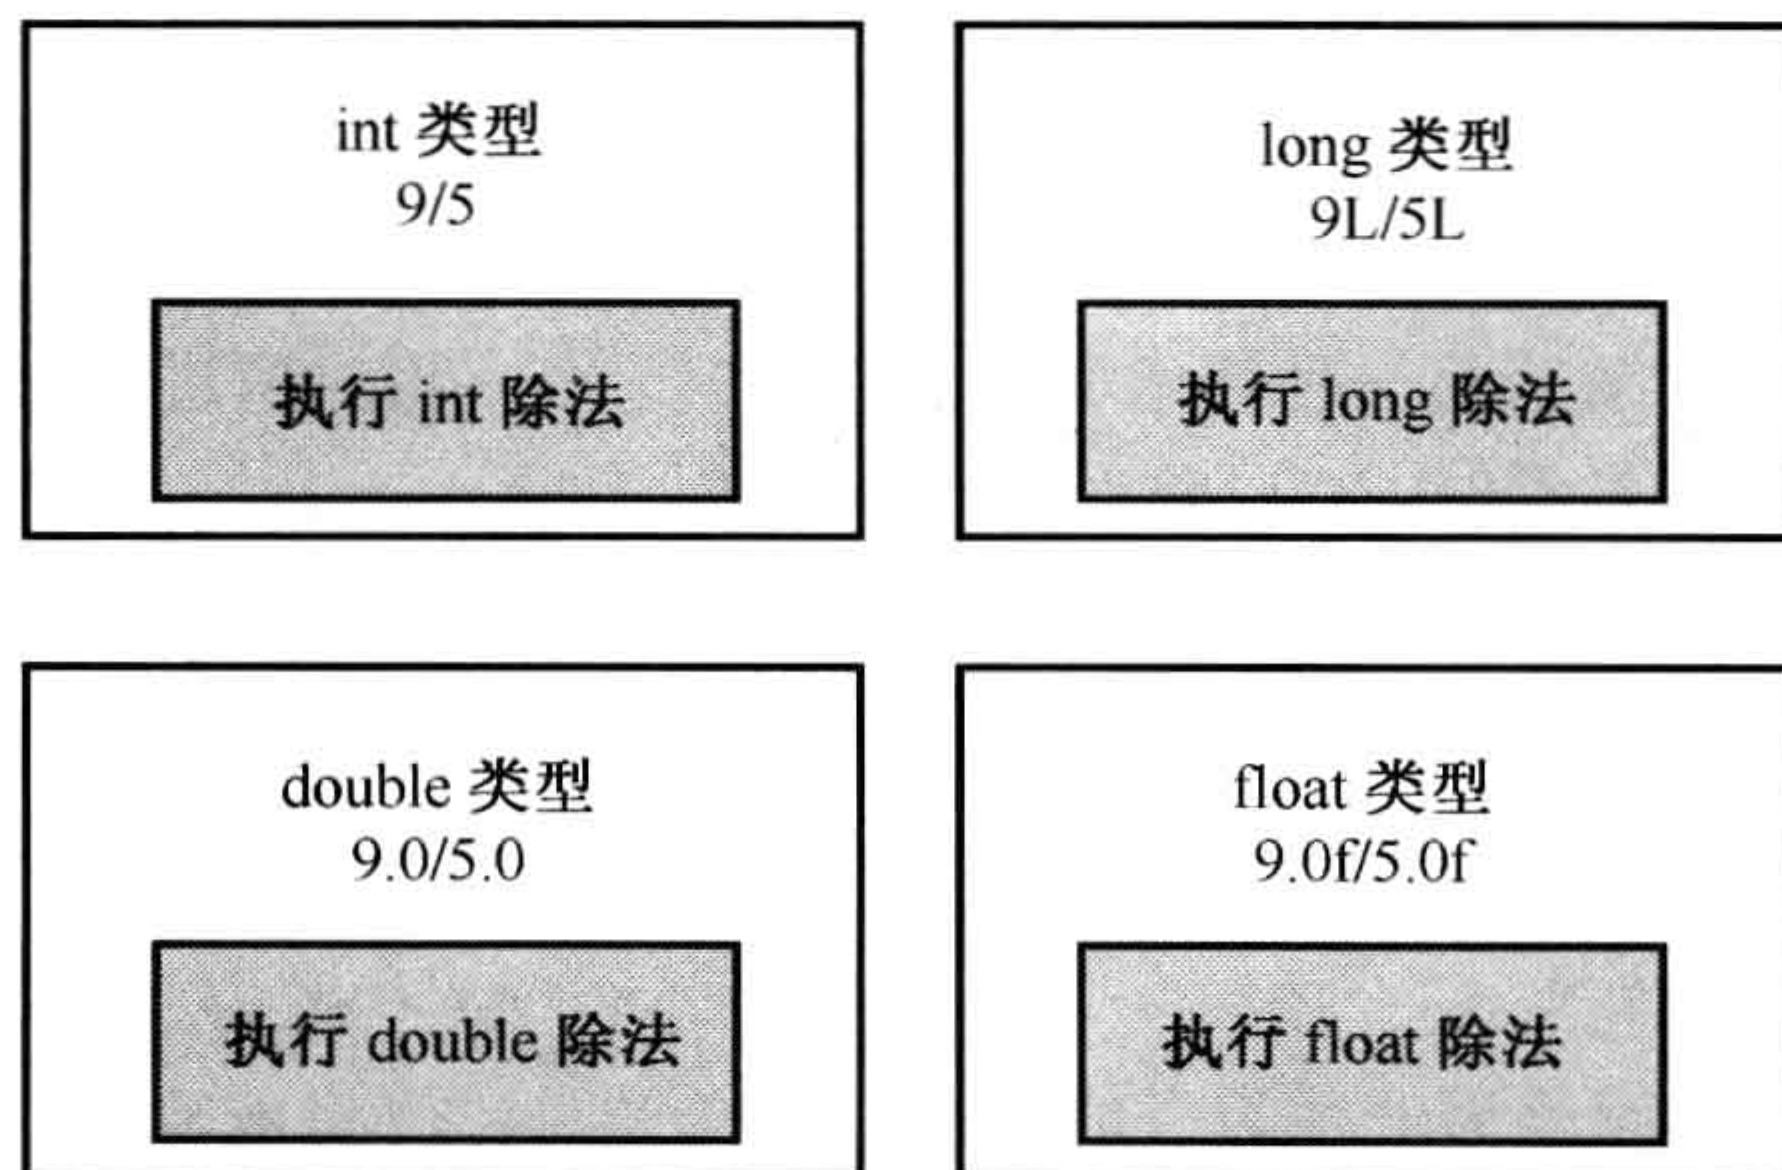 int 类型
9/5
执行 int 除法
long 类型
9L/5L
执行 long 除法
double 类型
9.0/5.0
执行 double 除法
float 类型
9.0f/5.0f
执行 float 除法